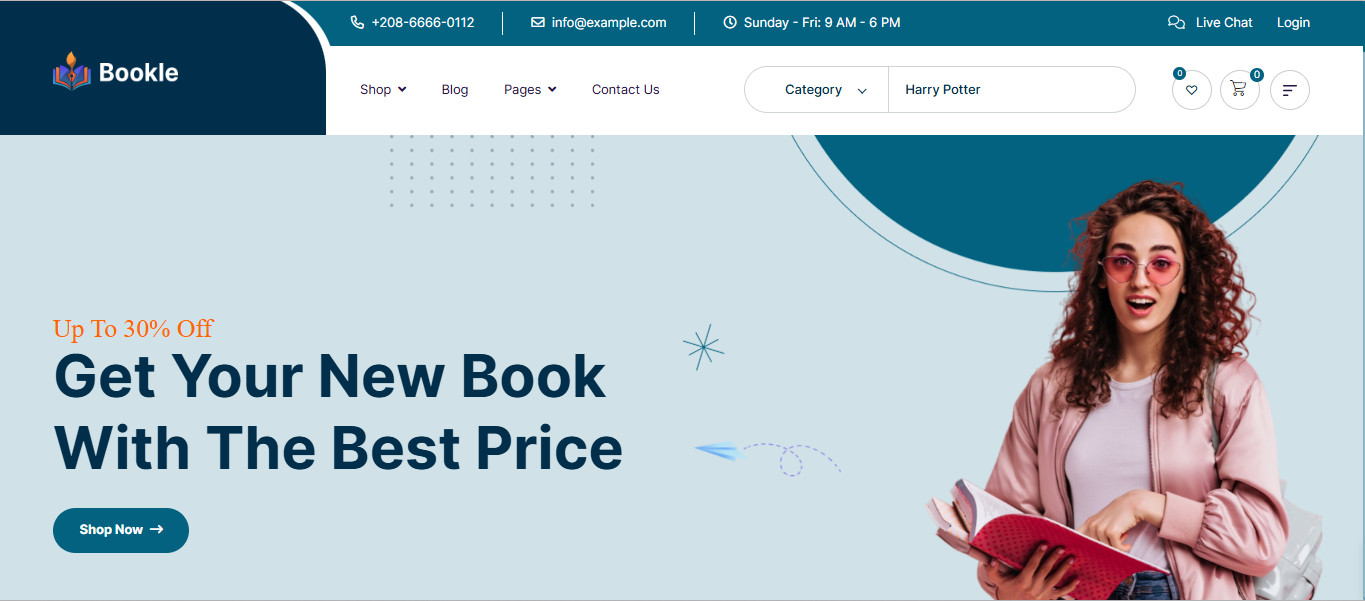 +208-6666-0112 info@example.com Sunday - Fri: 9 AM - 6 PM Live Chat Login
Bookle
Shop Blog Pages Contact Us Category Harry Potter 0 0
Up To 30% Off
Get Your New Book
With The Best Price
Shop Now